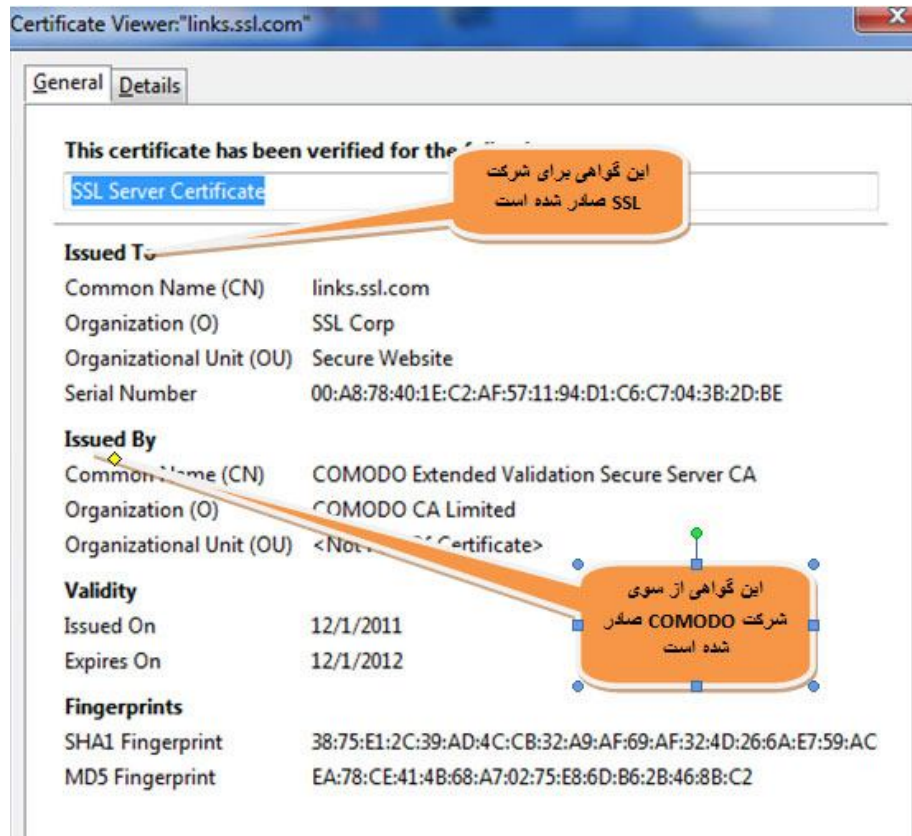 Certificate Viewer:"links.ssl.com"
General Details
This certificate has been verified for the
SSL Server Certificate
این گواهی برای شرکت
SSL صادر شده است
Issued To
Common Name (CN) links.ssl.com
Organization (O) SSL Corp
Organizational Unit (OU) Secure Website
Serial Number 00:A8:78:40:1E:C2:AF:57:11:94:D1:C6:C7:04:3B:2D:BE
Issued By
Common Name (CN) COMODO Extended Validation Secure Server CA
Organization (O) COMODO CA Limited
Organizational Unit (OU) <Not Of Certificate>
این گواهی از سوی
شرکت COMODO صادر
شده است
Validity
Issued On 12/1/2011
Expires On 12/1/2012
Fingerprints
SHA1 Fingerprint 38:75:E1:2C:39:AD:4C:CB:32:A9:AF:69:AF:32:4D:26:6A:E7:59:AC
MD5 Fingerprint EA:78:CE:41:4B:68:A7:02:75:E8:6D:B6:2B:46:8B:C2